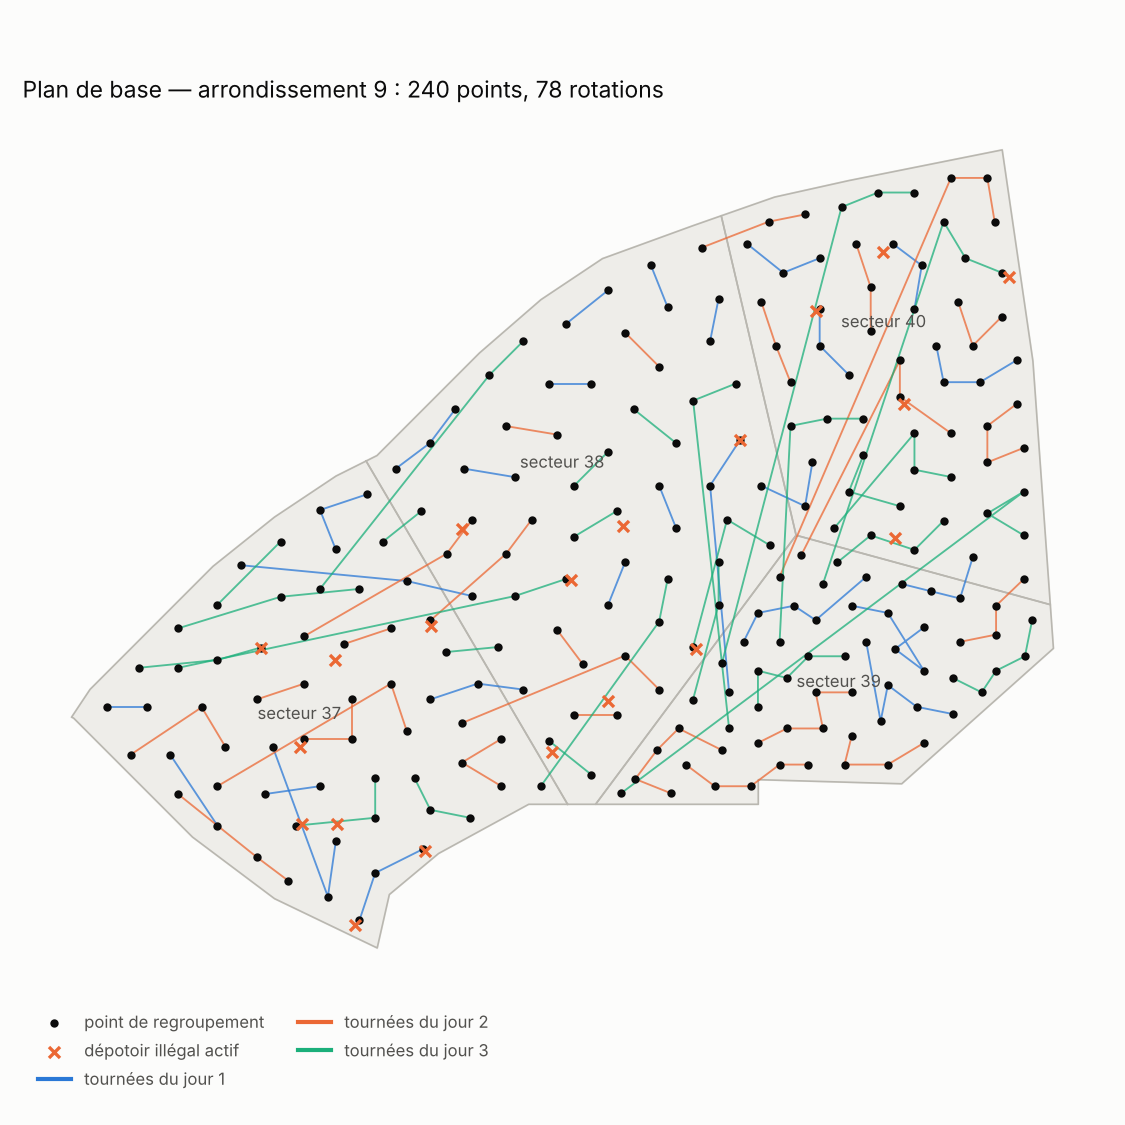 Plan de base — arrondissement 9 : 240 points, 78 rotations
secteur 40
secteur 38
secteur 39
secteur 37
point de regroupement
tournées du jour 2
dépotoir illégal actif
tournées du jour 3
tournées du jour 1